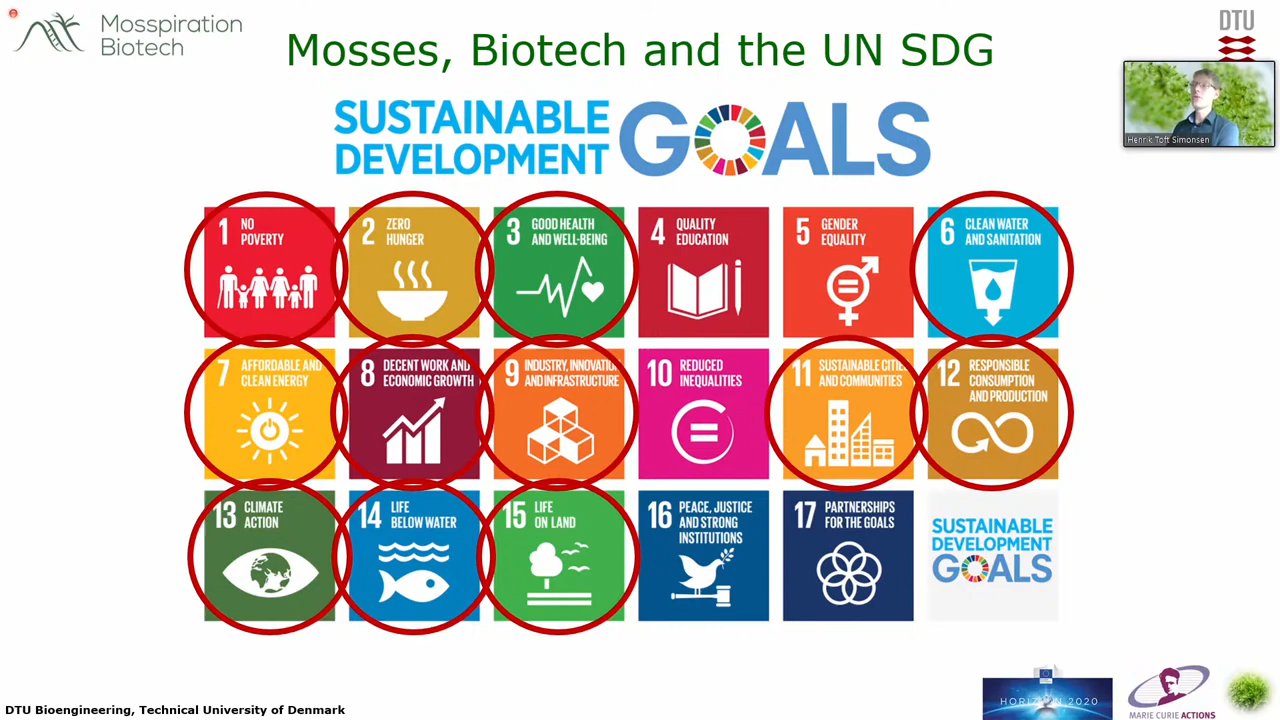 Mosspiration
Biotech
Mosses, Biotech and the UN SDG
DTU
Henrik Toft Simonsen
SUSTAINABLE
DEVELOPMENT
GOALS
1 NO
POVERTY
2 ZERO
HUNGER
3 GOOD HEALTH
AND WELL-BEING
4 QUALITY
EDUCATION
5 GENDER
EQUALITY
6 CLEAN WATER
AND SANITATION
7 AFFORDABLE AND
CLEAN ENERGY
8 DECENT WORK AND
ECONOMIC GROWTH
9 INDUSTRY, INNOVATION
AND INFRASTRUCTURE
10 REDUCED
INEQUALITIES
11 SUSTAINABLE CITIES
AND COMMUNITIES
12 RESPONSIBLE
CONSUMPTION
AND PRODUCTION
13 CLIMATE
ACTION
14 LIFE
BELOW WATER
15 LIFE
ON LAND
16 PEACE, JUSTICE
AND STRONG
INSTITUTIONS
17 PARTNERSHIPS
FOR THE GOALS
SUSTAINABLE
DEVELOPMENT
GOALS
HORIZON 2020
MARIE CURIE ACTIONS
DTU Bioengineering, Technical University of Denmark